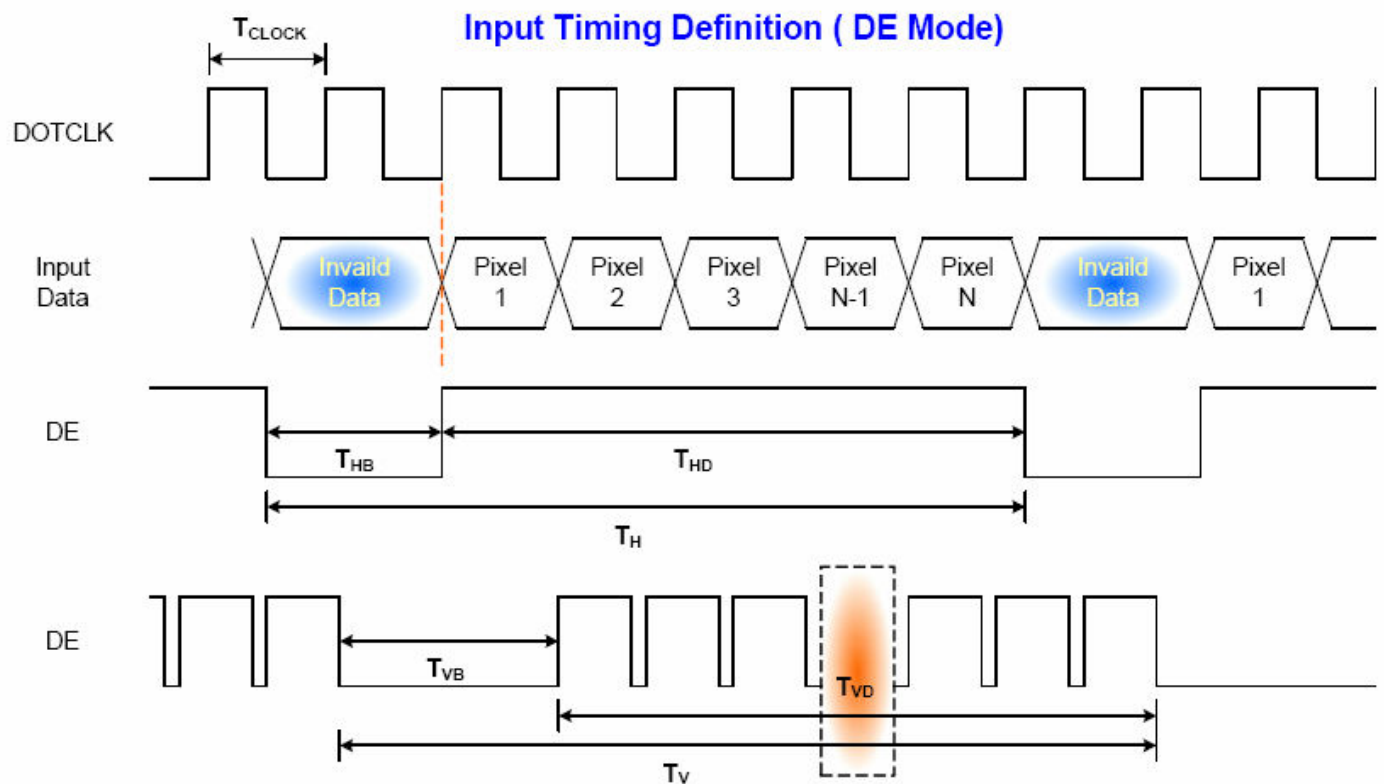 Input Timing Definition ( DE Mode)
TCLOCK
DOTCLK
Input
Data
Invaild
Data
Pixel
1
Pixel
2
Pixel
3
Pixel
N-1
Pixel
N
Invaild
Data
Pixel
1
DE
THB
THD
TH
DE
TVB
TVD
TV